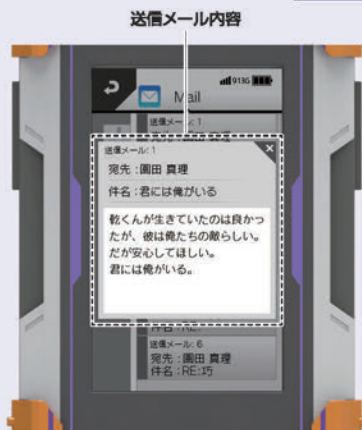 送信メール内容
913G
Mail
送信メール: 1
送信メール: 1
宛先 : 園田 真理
件名 : 君には俺がいる
乾くんが生きていたのは良かっ
たが、彼は俺たちの敵らしい。
だが安心してほしい。
君には俺がいる。
件名 : RE:
送信メール: 6
宛先 : 園田 真理
件名 : RE:巧